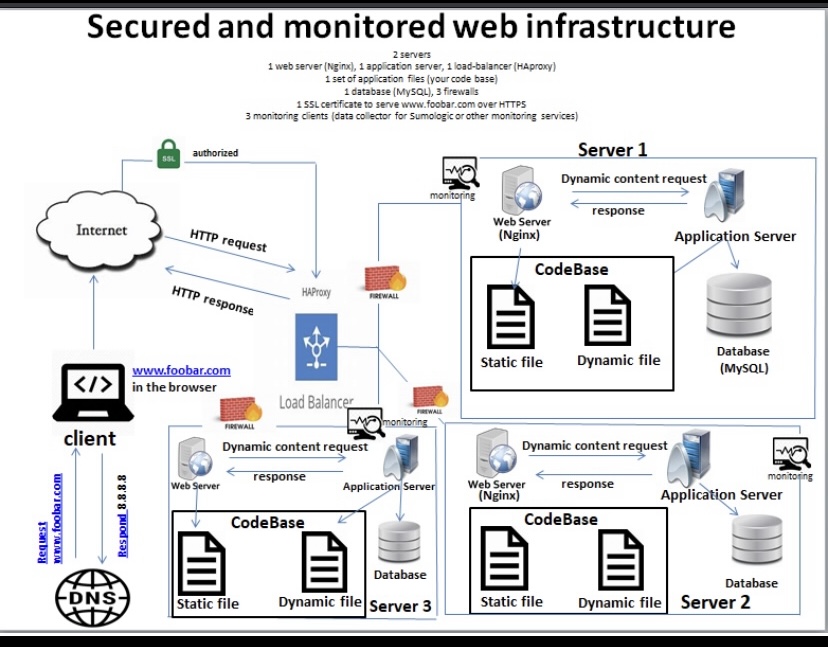 Secured and monitored web infrastructure
2 servers
1 web server (Nginx), 1 application server, 1 load-balancer (HAproxy)
1 set of application files (your code base)
1 database (MySQL), 3 firewalls
1 SSL certificate to serve www.foobar.com over HTTPS
3 monitoring clients (data collector for Sumologic or other monitoring services)
SSL
authorized
Internet
HTTP request
HTTP response
HAProxy
Load Balancer
FIREWALL
monitoring
Server 1
Web Server
(Nginx)
Dynamic content request
response
Application Server
CodeBase
Static file
Dynamic file
Database
(MySQL)
</>
www.foobar.com
in the browser
client
Request
www.foobar.com
Respond 8.8.8.8
DNS
FIREWALL
monitoring
Web Server
Dynamic content request
response
Application Server
CodeBase
Static file
Dynamic file
Database
Server 3
FIREWALL
monitoring
Web Server
(Nginx)
Dynamic content request
response
Application Server
CodeBase
Static file
Dynamic file
Database
Server 2